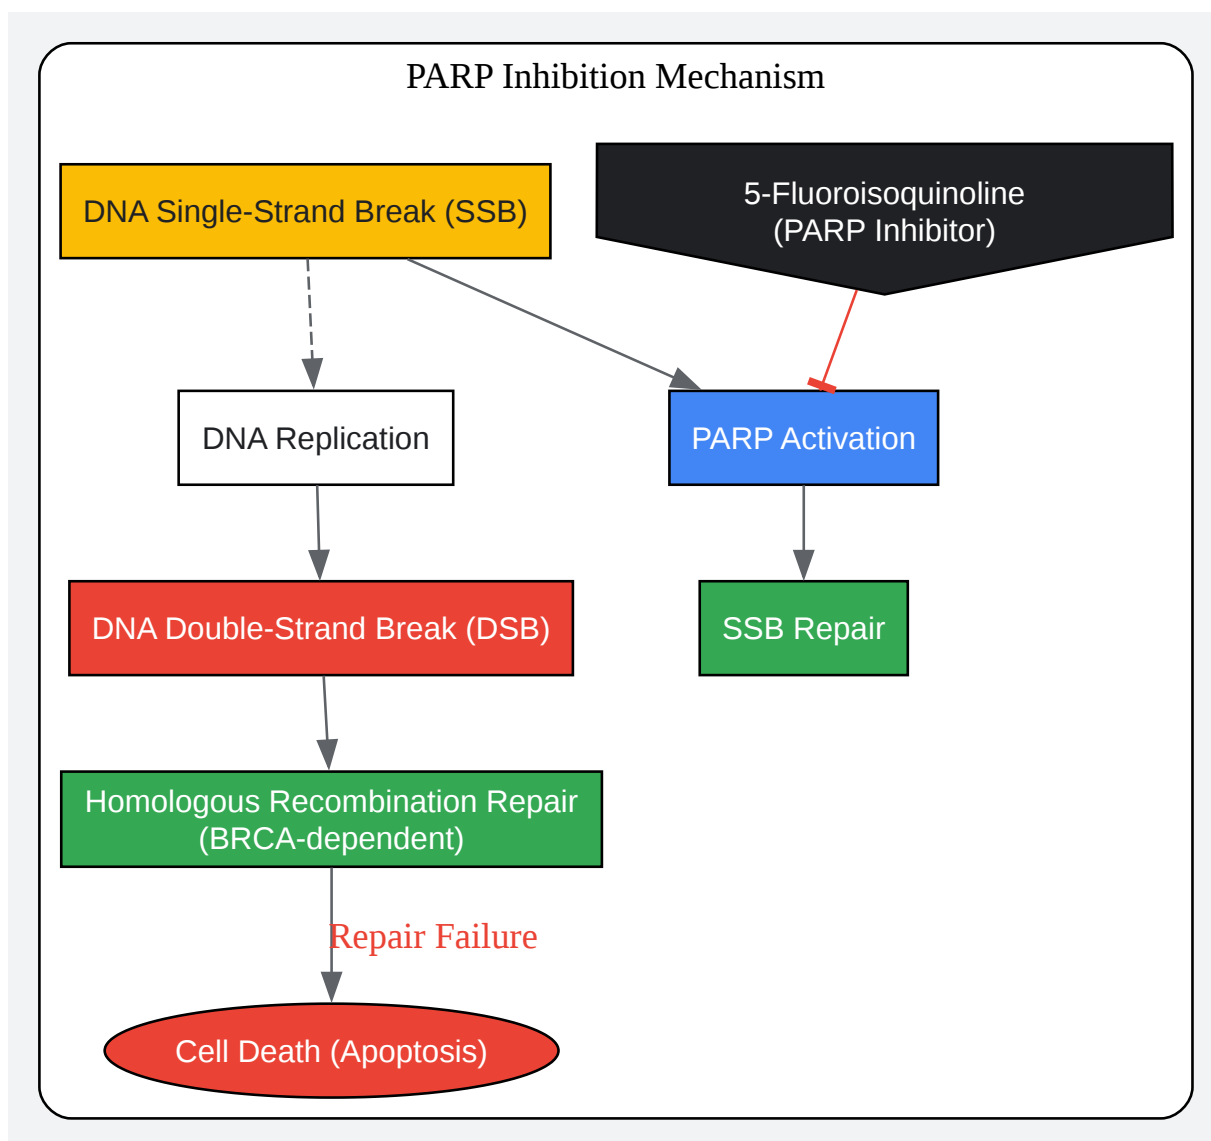 PARP Inhibition Mechanism
DNA Single-Strand Break (SSB)
5-Fluoroisoquinoline
(PARP Inhibitor)
DNA Replication
PARP Activation
DNA Double-Strand Break (DSB)
SSB Repair
Homologous Recombination Repair
(BRCA-dependent)
Repair Failure
Cell Death (Apoptosis)